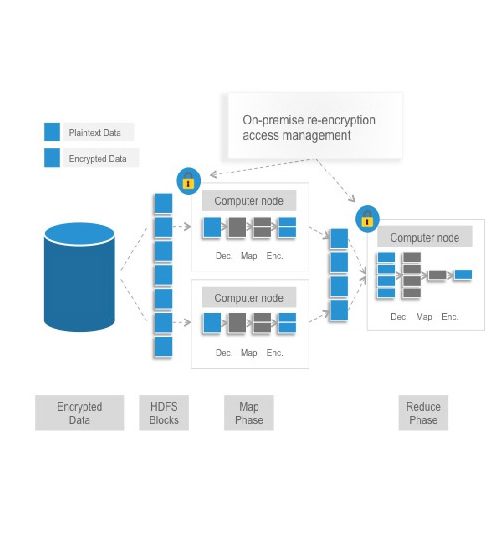 On-premise re-encryption
access management
Plaintext Data
Encrypted Data
Computer node
Dec. Map Enc.
Computer node
Dec. Map Enc.
Computer node
Dec. Map Enc.
Encrypted
Data
HDFS
Blocks
Map
Phase
Reduce
Phase